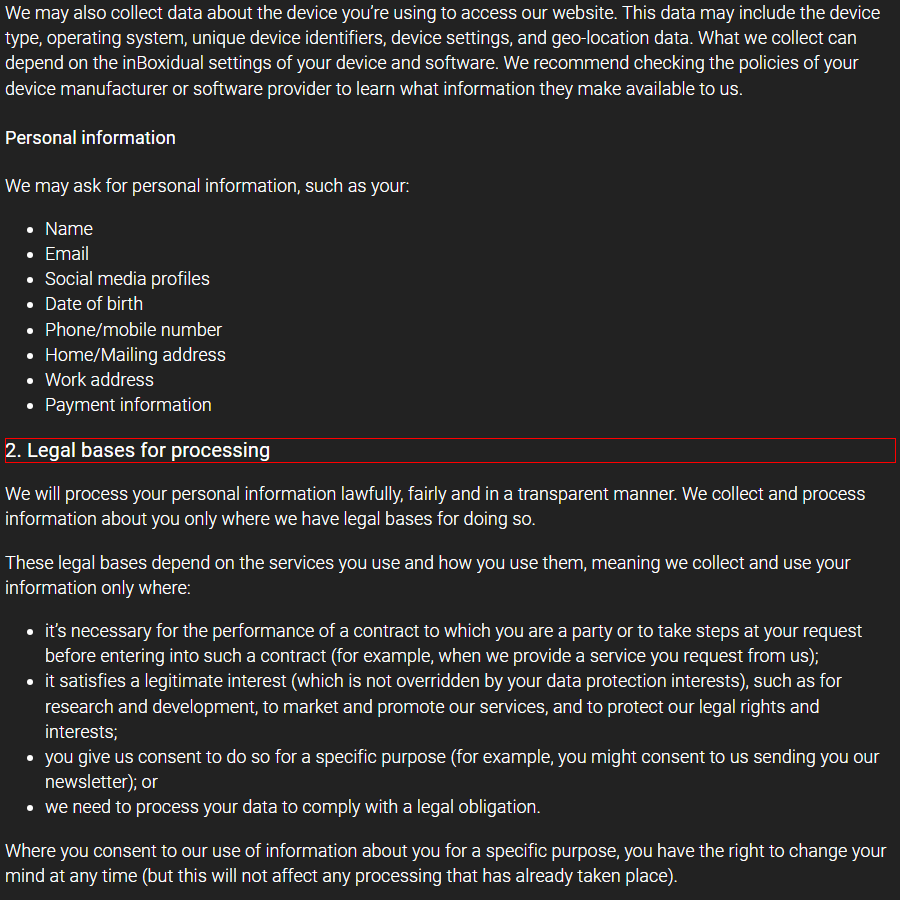 We may also collect data about the device you’re using to access our website. This data may include the device
type, operating system, unique device identifiers, device settings, and geo-location data. What we collect can
depend on the inBoxidual settings of your device and software. We recommend checking the policies of your
device manufacturer or software provider to learn what information they make available to us.
Personal information
We may ask for personal information, such as your:
• Name
• Email
• Social media profiles
• Date of birth
• Phone/mobile number
• Home/Mailing address
• Work address
• Payment information
2. Legal bases for processing
We will process your personal information lawfully, fairly and in a transparent manner. We collect and process
information about you only where we have legal bases for doing so.
These legal bases depend on the services you use and how you use them, meaning we collect and use your
information only where:
• it’s necessary for the performance of a contract to which you are a party or to take steps at your request
before entering into such a contract (for example, when we provide a service you request from us);
• it satisfies a legitimate interest (which is not overridden by your data protection interests), such as for
research and development, to market and promote our services, and to protect our legal rights and
interests;
• you give us consent to do so for a specific purpose (for example, you might consent to us sending you our
newsletter); or
• we need to process your data to comply with a legal obligation.
Where you consent to our use of information about you for a specific purpose, you have the right to change your
mind at any time (but this will not affect any processing that has already taken place).